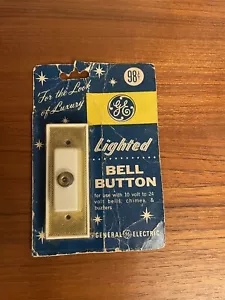 For the Look
of Luxury
98¢
GE
Lighted
BELL
BUTTON
for use with 10 volt to 24
volt bells, chimes, &
buzzers
GENERAL GE ELECTRIC